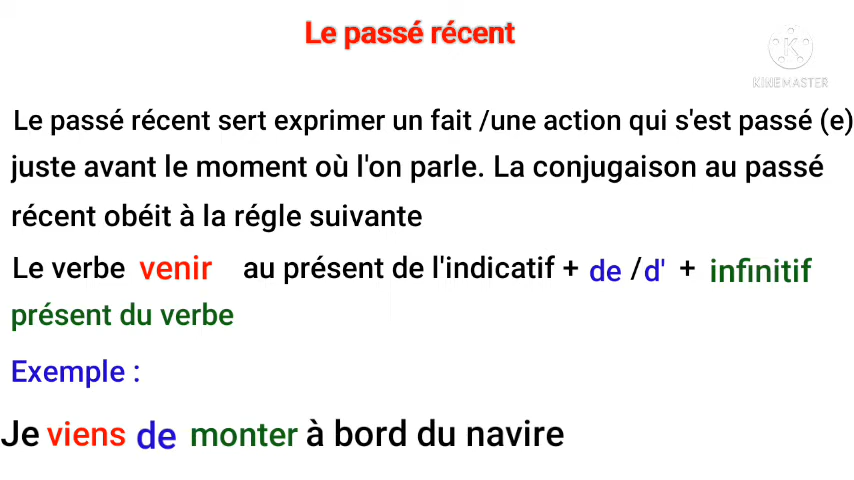 Le passé récent
KINEMASTER
Le passé récent sert exprimer un fait /une action qui s'est passé (e)
juste avant le moment où l'on parle. La conjugaison au passé
récent obéit à la régle suivante
Le verbe venir au présent de l'indicatif + de /d' + infinitif
présent du verbe
Exemple :
Je viens de monter à bord du navire